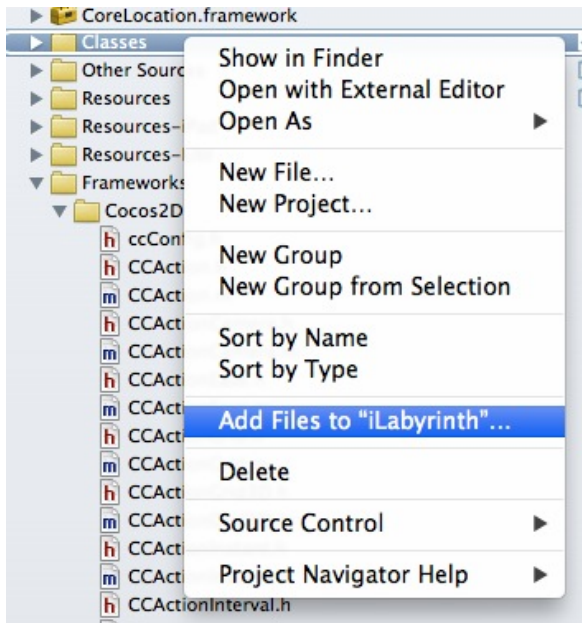 CoreLocation.framework
Classes
Other Sourc
Resources
Resources-
Resources-
Frameworks
Cocos2D
h ccConf
h CCActi
m CCActi
h CCActi
m CCActi
h CCActi
m CCActi
h CCActi
m CCActi
h CCActi
m CCActi
h CCActi
m CCActi
h CCActionInterval.h
Show in Finder
Open with External Editor
Open As
New File...
New Project...
New Group
New Group from Selection
Sort by Name
Sort by Type
Add Files to “iLabyrinth”...
Delete
Source Control
Project Navigator Help